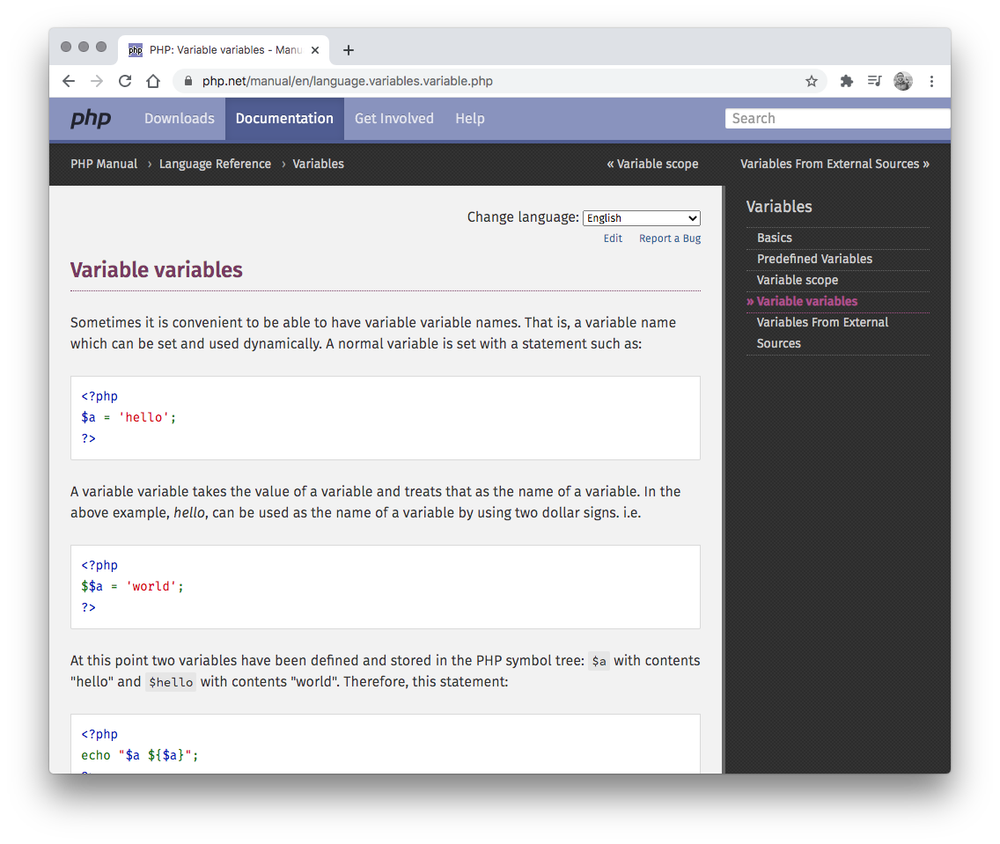 php PHP: Variable variables - Manu
php.net/manual/en/language.variables.variable.php
php Downloads Documentation Get Involved Help Search
PHP Manual › Language Reference › Variables « Variable scope Variables From External Sources »
Change language: English
Edit Report a Bug
Variable variables
Sometimes it is convenient to be able to have variable variable names. That is, a variable name
which can be set and used dynamically. A normal variable is set with a statement such as:
<?php
$a = 'hello';
?>
A variable variable takes the value of a variable and treats that as the name of a variable. In the
above example, hello, can be used as the name of a variable by using two dollar signs. i.e.
<?php
$$a = 'world';
?>
At this point two variables have been defined and stored in the PHP symbol tree: $a with contents
"hello" and $hello with contents "world". Therefore, this statement:
<?php
echo "$a ${$a}";
Variables
Basics
Predefined Variables
Variable scope
» Variable variables
Variables From External
Sources